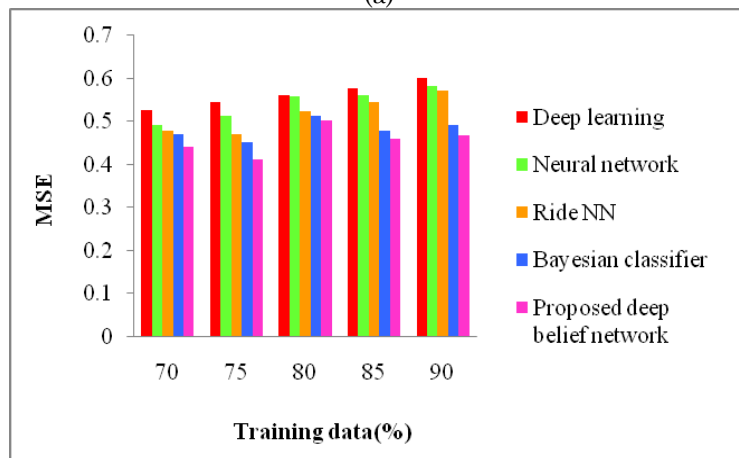 (a)
0.7
0.6
0.5
0.4
0.3
0.2
0.1
0
MSE
70 75 80 85 90
Training data(%)
Deep learning
Neural network
Ride NN
Bayesian classifier
Proposed deep
belief network